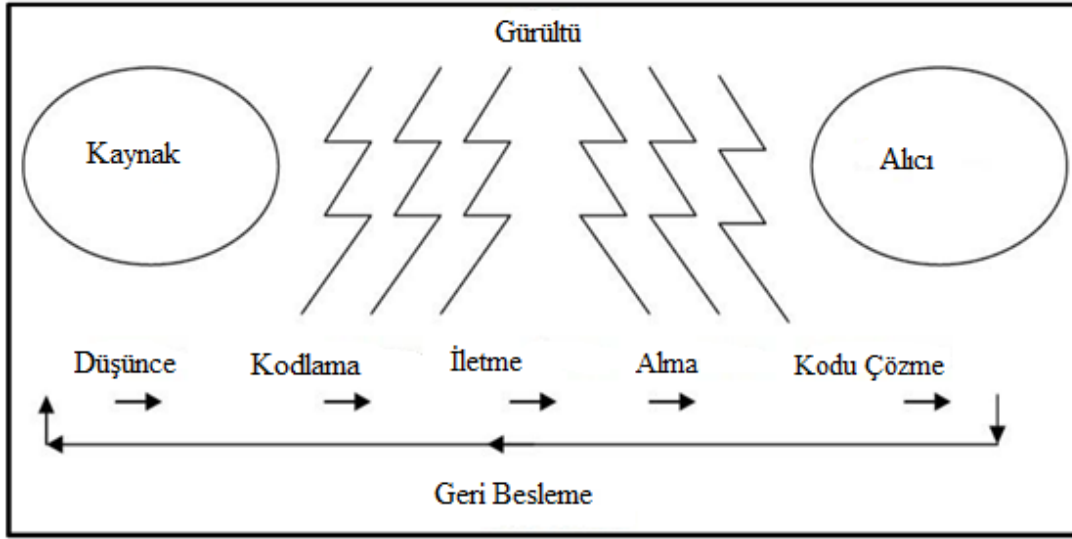 Gürültü
Kaynak
Alıcı
Düşünce
Kodlama
İletme
Alma
Kodu Çözme
Geri Besleme